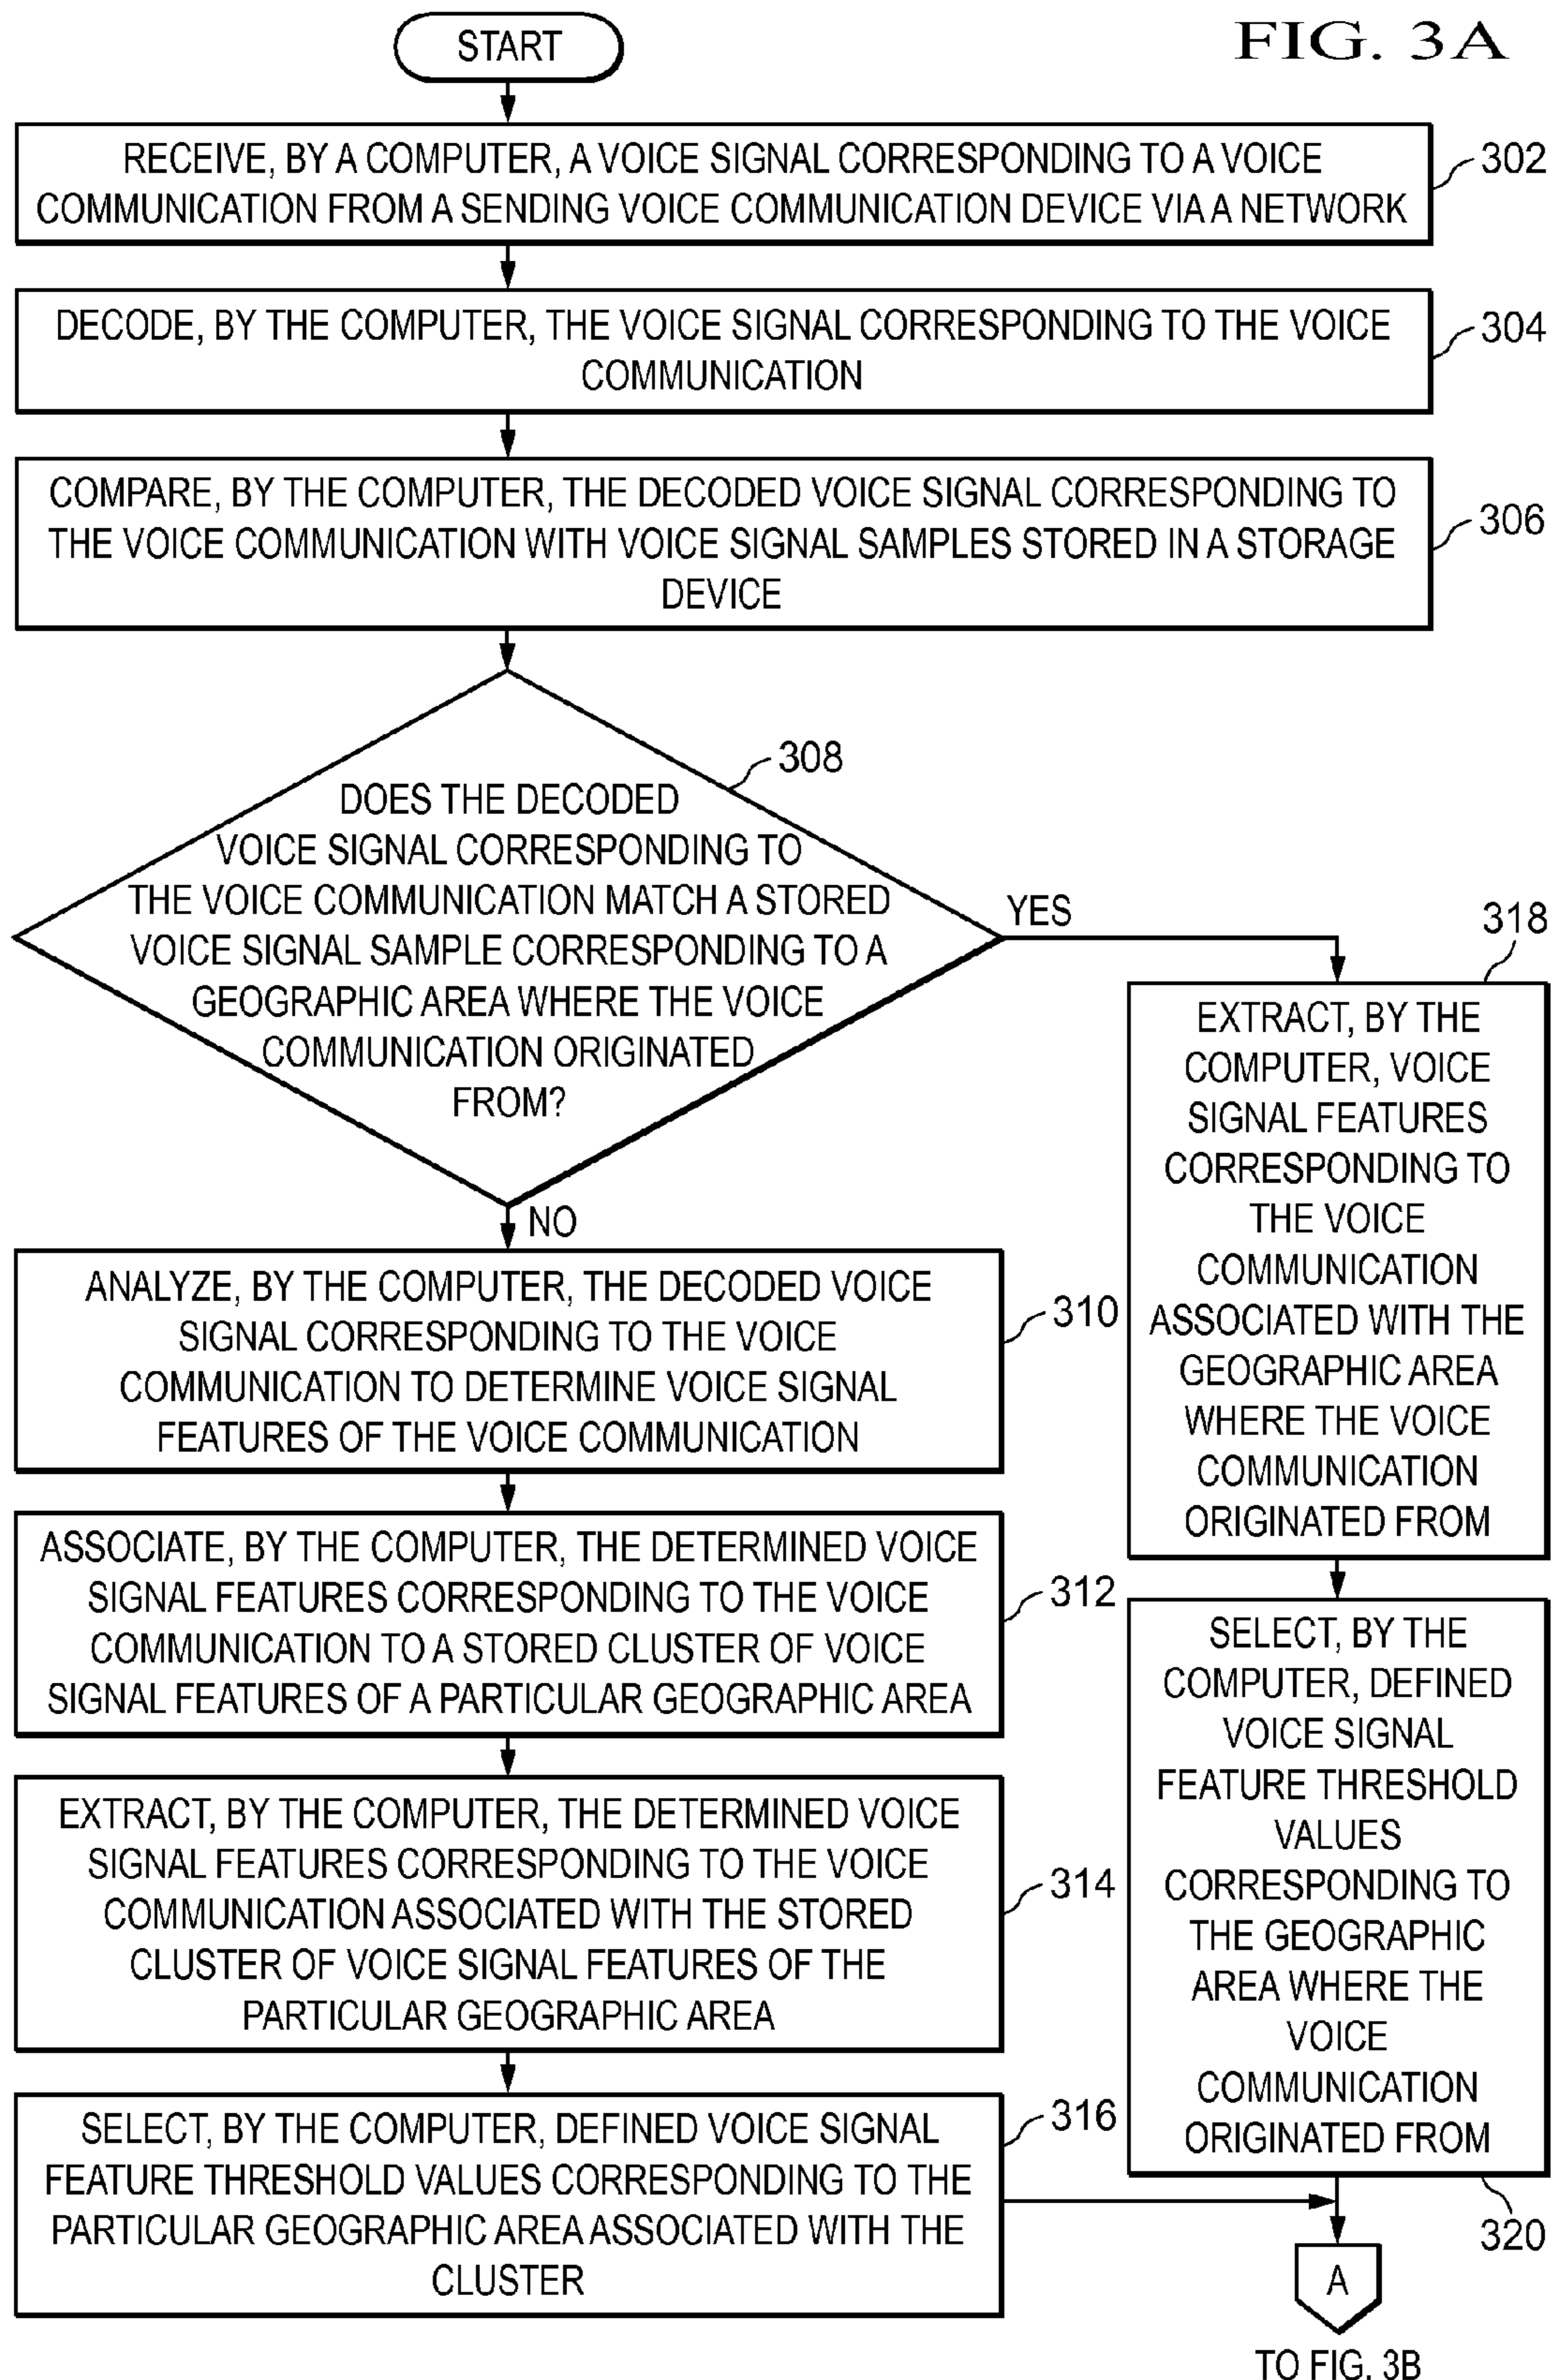 FIG. 3A
START
RECEIVE, BY A COMPUTER, A VOICE SIGNAL CORRESPONDING TO A VOICE
COMMUNICATION FROM A SENDING VOICE COMMUNICATION DEVICE VIA A NETWORK
302
DECODE, BY THE COMPUTER, THE VOICE SIGNAL CORRESPONDING TO THE VOICE
COMMUNICATION
304
COMPARE, BY THE COMPUTER, THE DECODED VOICE SIGNAL CORRESPONDING TO
THE VOICE COMMUNICATION WITH VOICE SIGNAL SAMPLES STORED IN A STORAGE
DEVICE
306
308
DOES THE DECODED
VOICE SIGNAL CORRESPONDING TO
THE VOICE COMMUNICATION MATCH A STORED
VOICE SIGNAL SAMPLE CORRESPONDING TO A
GEOGRAPHIC AREA WHERE THE VOICE
COMMUNICATION ORIGINATED
FROM?
YES
NO
ANALYZE, BY THE COMPUTER, THE DECODED VOICE
SIGNAL CORRESPONDING TO THE VOICE
COMMUNICATION TO DETERMINE VOICE SIGNAL
FEATURES OF THE VOICE COMMUNICATION
310
ASSOCIATE, BY THE COMPUTER, THE DETERMINED VOICE
SIGNAL FEATURES CORRESPONDING TO THE VOICE
COMMUNICATION TO A STORED CLUSTER OF VOICE
SIGNAL FEATURES OF A PARTICULAR GEOGRAPHIC AREA
312
EXTRACT, BY THE COMPUTER, THE DETERMINED VOICE
SIGNAL FEATURES CORRESPONDING TO THE VOICE
COMMUNICATION ASSOCIATED WITH THE STORED
CLUSTER OF VOICE SIGNAL FEATURES OF THE
PARTICULAR GEOGRAPHIC AREA
314
SELECT, BY THE COMPUTER, DEFINED VOICE SIGNAL
FEATURE THRESHOLD VALUES CORRESPONDING TO THE
PARTICULAR GEOGRAPHIC AREA ASSOCIATED WITH THE
CLUSTER
316
318
EXTRACT, BY THE
COMPUTER, VOICE
SIGNAL FEATURES
CORRESPONDING TO
THE VOICE
COMMUNICATION
ASSOCIATED WITH THE
GEOGRAPHIC AREA
WHERE THE VOICE
COMMUNICATION
ORIGINATED FROM
SELECT, BY THE
COMPUTER, DEFINED
VOICE SIGNAL
FEATURE THRESHOLD
VALUES
CORRESPONDING TO
THE GEOGRAPHIC
AREA WHERE THE
VOICE
COMMUNICATION
ORIGINATED FROM
320
A
TO FIG. 3B